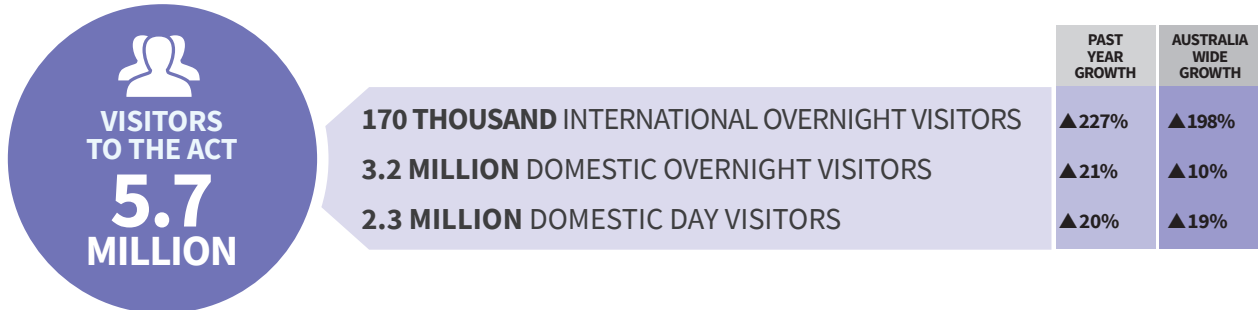 VISITORS
TO THE ACT
5.7
MILLION
PAST
YEAR
GROWTH
AUSTRALIA
WIDE
GROWTH
170 THOUSAND INTERNATIONAL OVERNIGHT VISITORS ▲227% ▲198%
3.2 MILLION DOMESTIC OVERNIGHT VISITORS ▲21% ▲10%
2.3 MILLION DOMESTIC DAY VISITORS ▲20% ▲19%